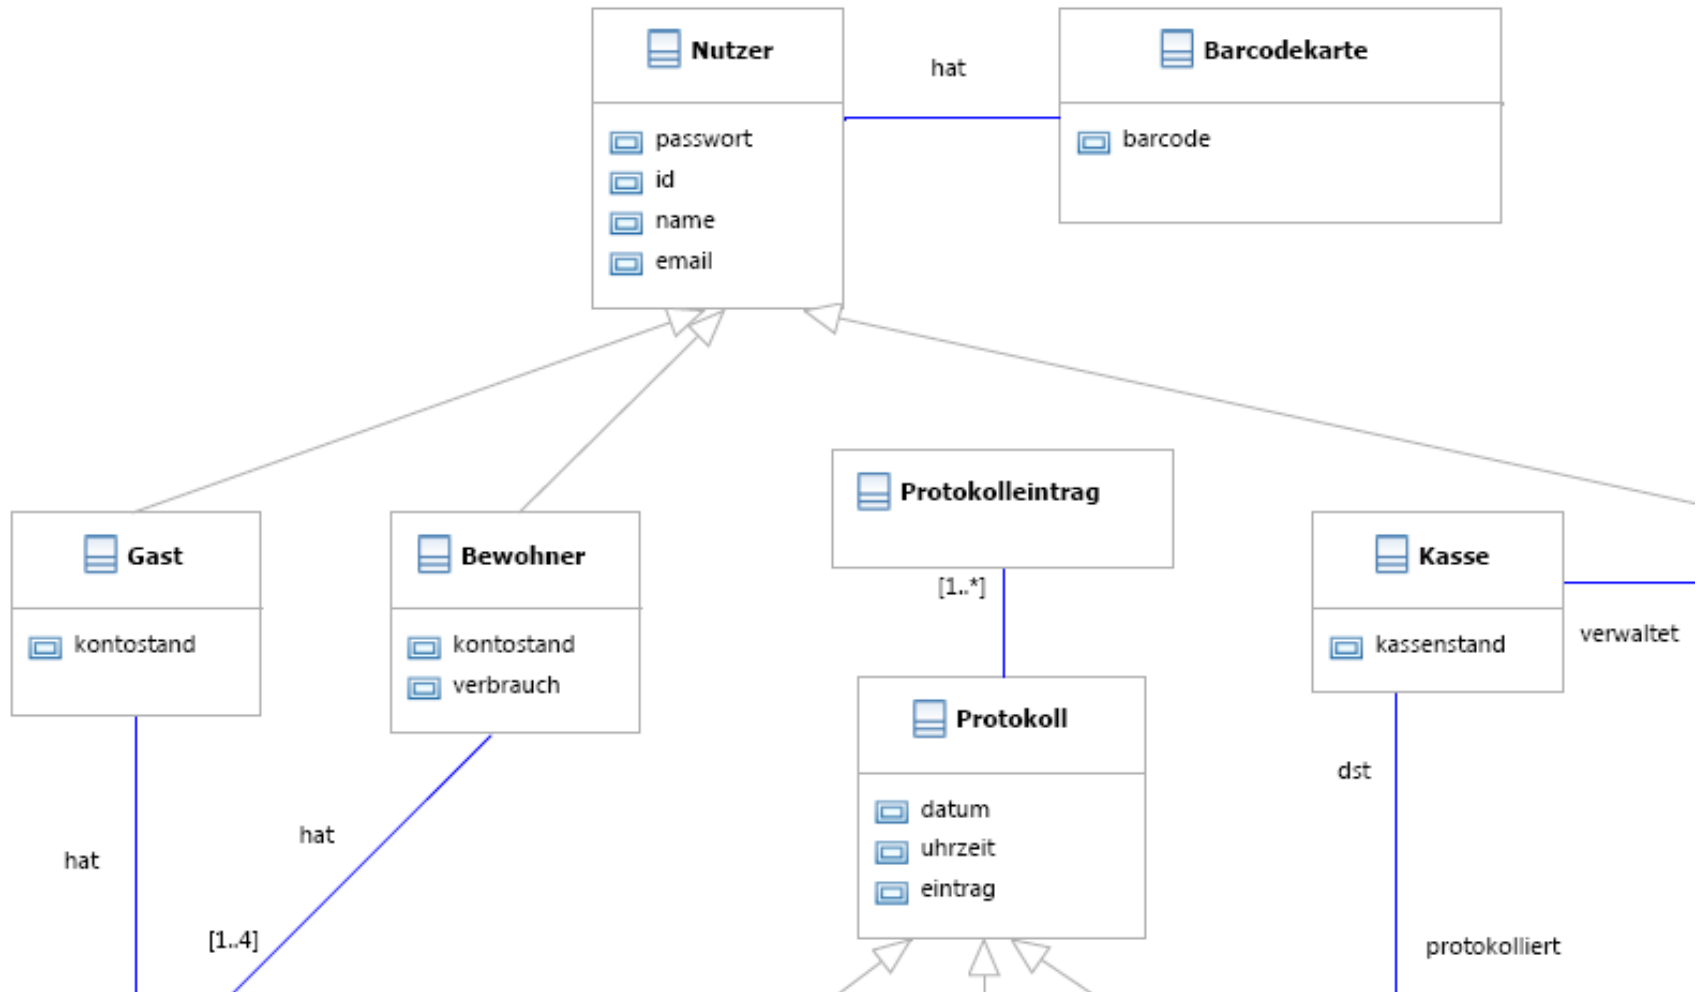 Nutzer
passwort
id
name
email
hat
Barcodekarte
barcode
Gast
kontostand
Bewohner
kontostand
verbrauch
Protokolleintrag
[1..*]
Protokoll
datum
uhrzeit
eintrag
Kasse
kassenstand
verwaltet
dst
protokolliert
hat
hat
[1..4]